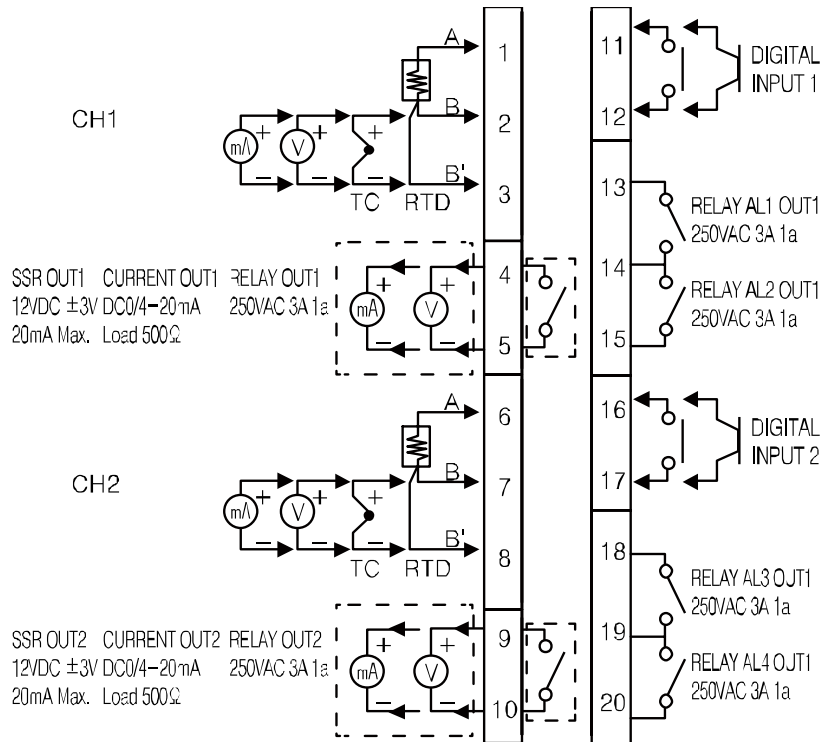 CH1
mA
+
−
V
+
−
+
−
TC
RTD
A
B
B'
1
2
3
SSR OUT1 CURRENT OUT1 RELAY OUT1
12VDC ±3V DC0/4−20mA 250VAC 3A 1a
20mA Max. Load 500Ω
mA
+
−
V
+
−
4
5
CH2
mA
+
−
V
+
−
+
−
TC
RTD
A
B
B'
6
7
8
SSR OUT2 CURRENT OUT2 RELAY OUT2
12VDC ±3V DC0/4−20mA 250VAC 3A 1a
20mA Max. Load 500Ω
mA
+
−
V
+
−
9
10
11
12
DIGITAL
INPUT 1
13
14
15
RELAY AL1 OUT1
250VAC 3A 1a
RELAY AL2 OUT1
250VAC 3A 1a
16
17
DIGITAL
INPUT 2
18
19
20
RELAY AL3 OUT1
250VAC 3A 1a
RELAY AL4 OUT1
250VAC 3A 1a